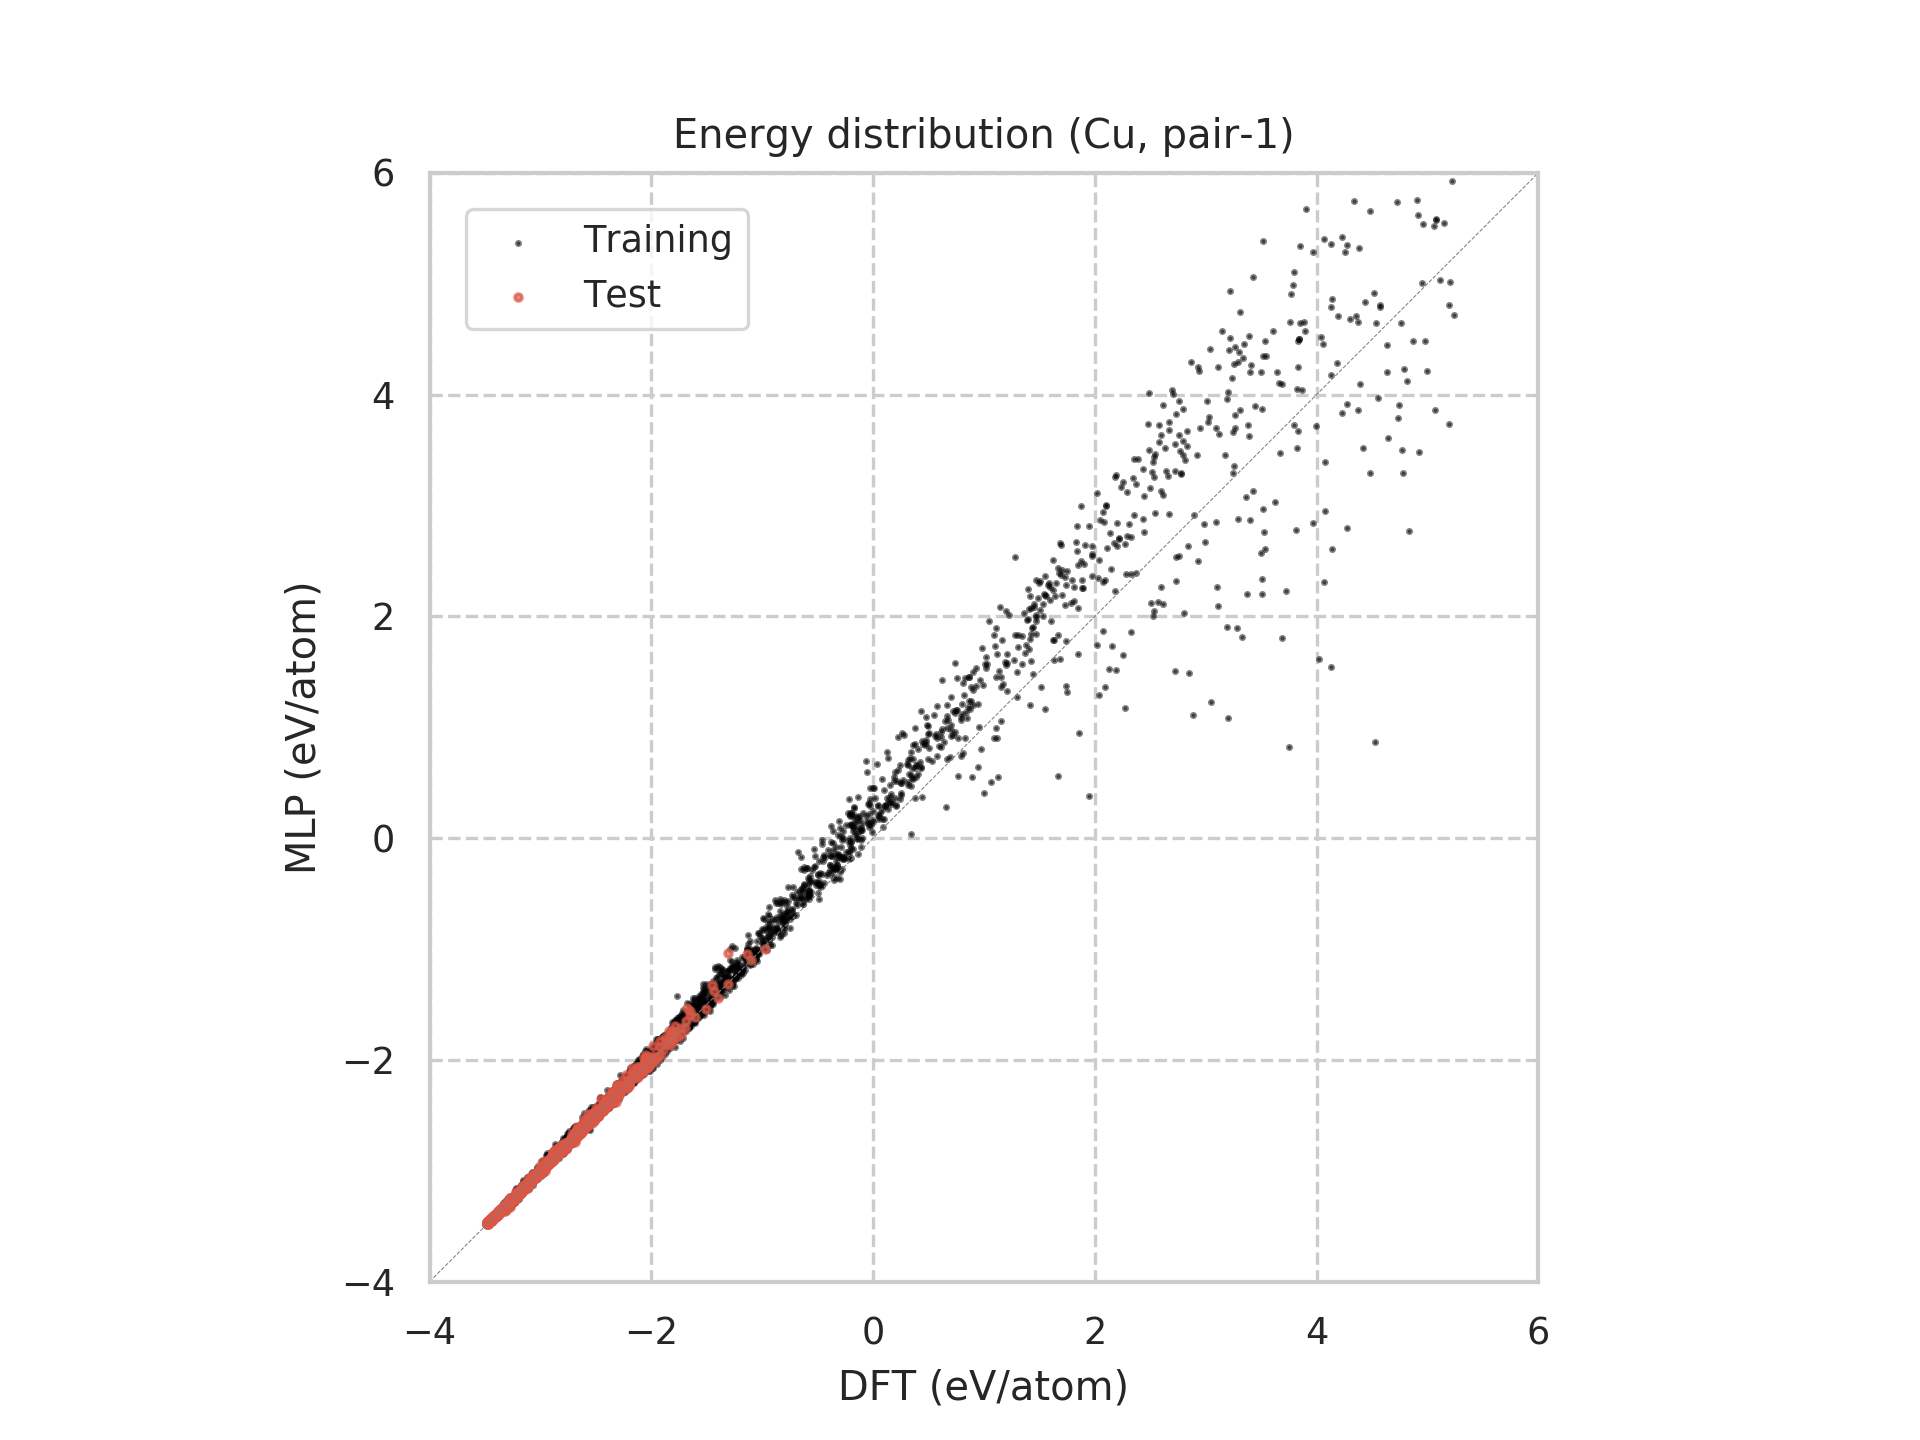 Energy distribution (Cu, pair-1)
6
4
2
0
−2
−4
MLP (eV/atom)
Training
Test
−4 −2 0 2 4 6
DFT (eV/atom)